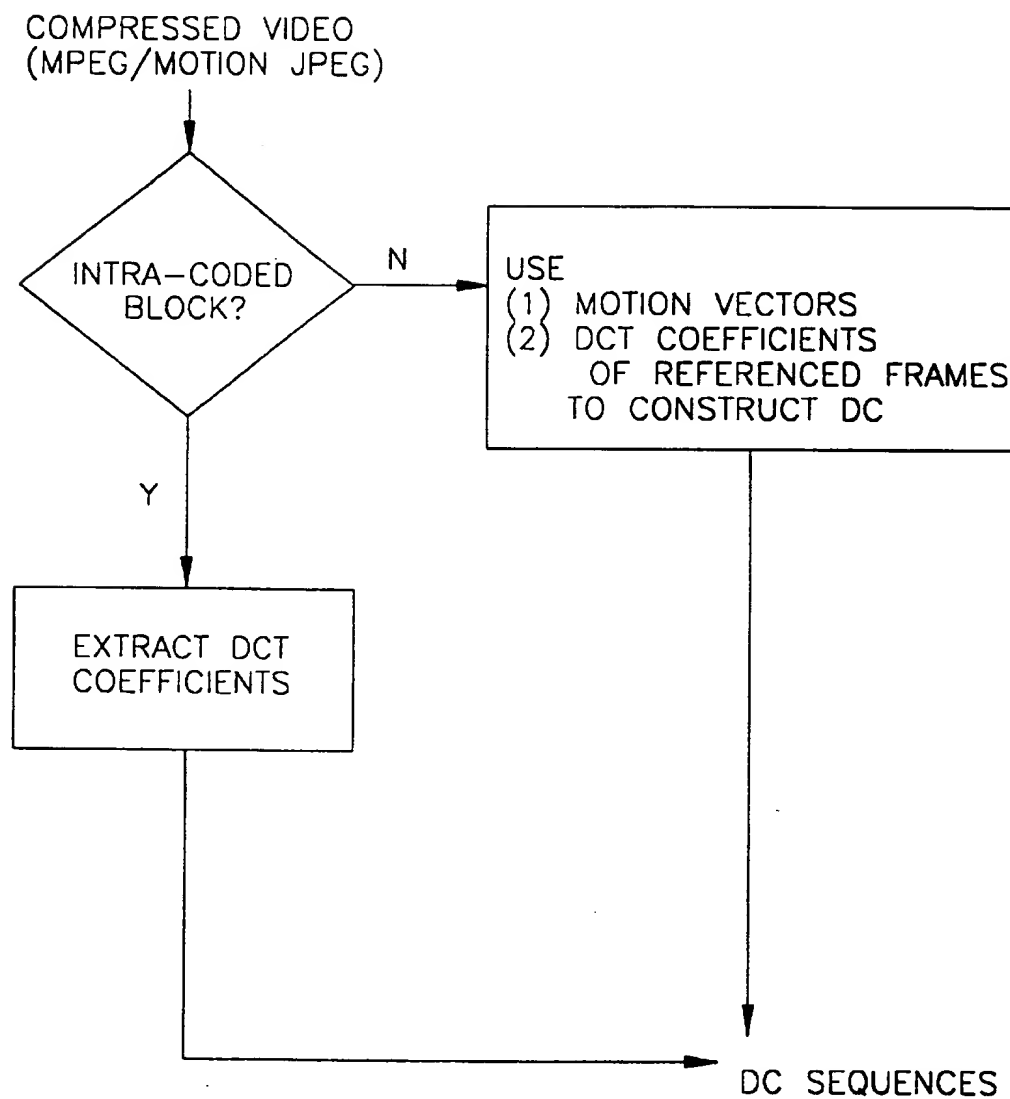 COMPRESSED VIDEO
(MPEG/MOTION JPEG)
INTRA-CODED
BLOCK?
N
USE
(1) MOTION VECTORS
(2) DCT COEFFICIENTS
OF REFERENCED FRAMES
TO CONSTRUCT DC
Y
EXTRACT DCT
COEFFICIENTS
DC SEQUENCES